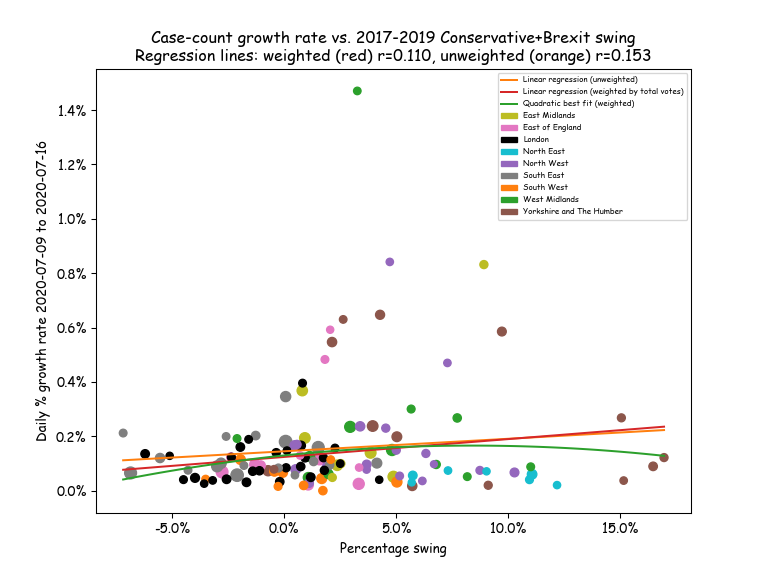 Case-count growth rate vs. 2017-2019 Conservative+Brexit swing
Regression lines: weighted (red) r=0.110, unweighted (orange) r=0.153
Linear regression (unweighted)
Linear regression (weighted by total votes)
Quadratic best fit (weighted)
East Midlands
East of England
London
North East
North West
South East
South West
West Midlands
Yorkshire and The Humber
Daily % growth rate 2020-07-09 to 2020-07-16
1.4%
1.2%
1.0%
0.8%
0.6%
0.4%
0.2%
0.0%
-5.0%
0.0%
5.0%
10.0%
15.0%
Percentage swing